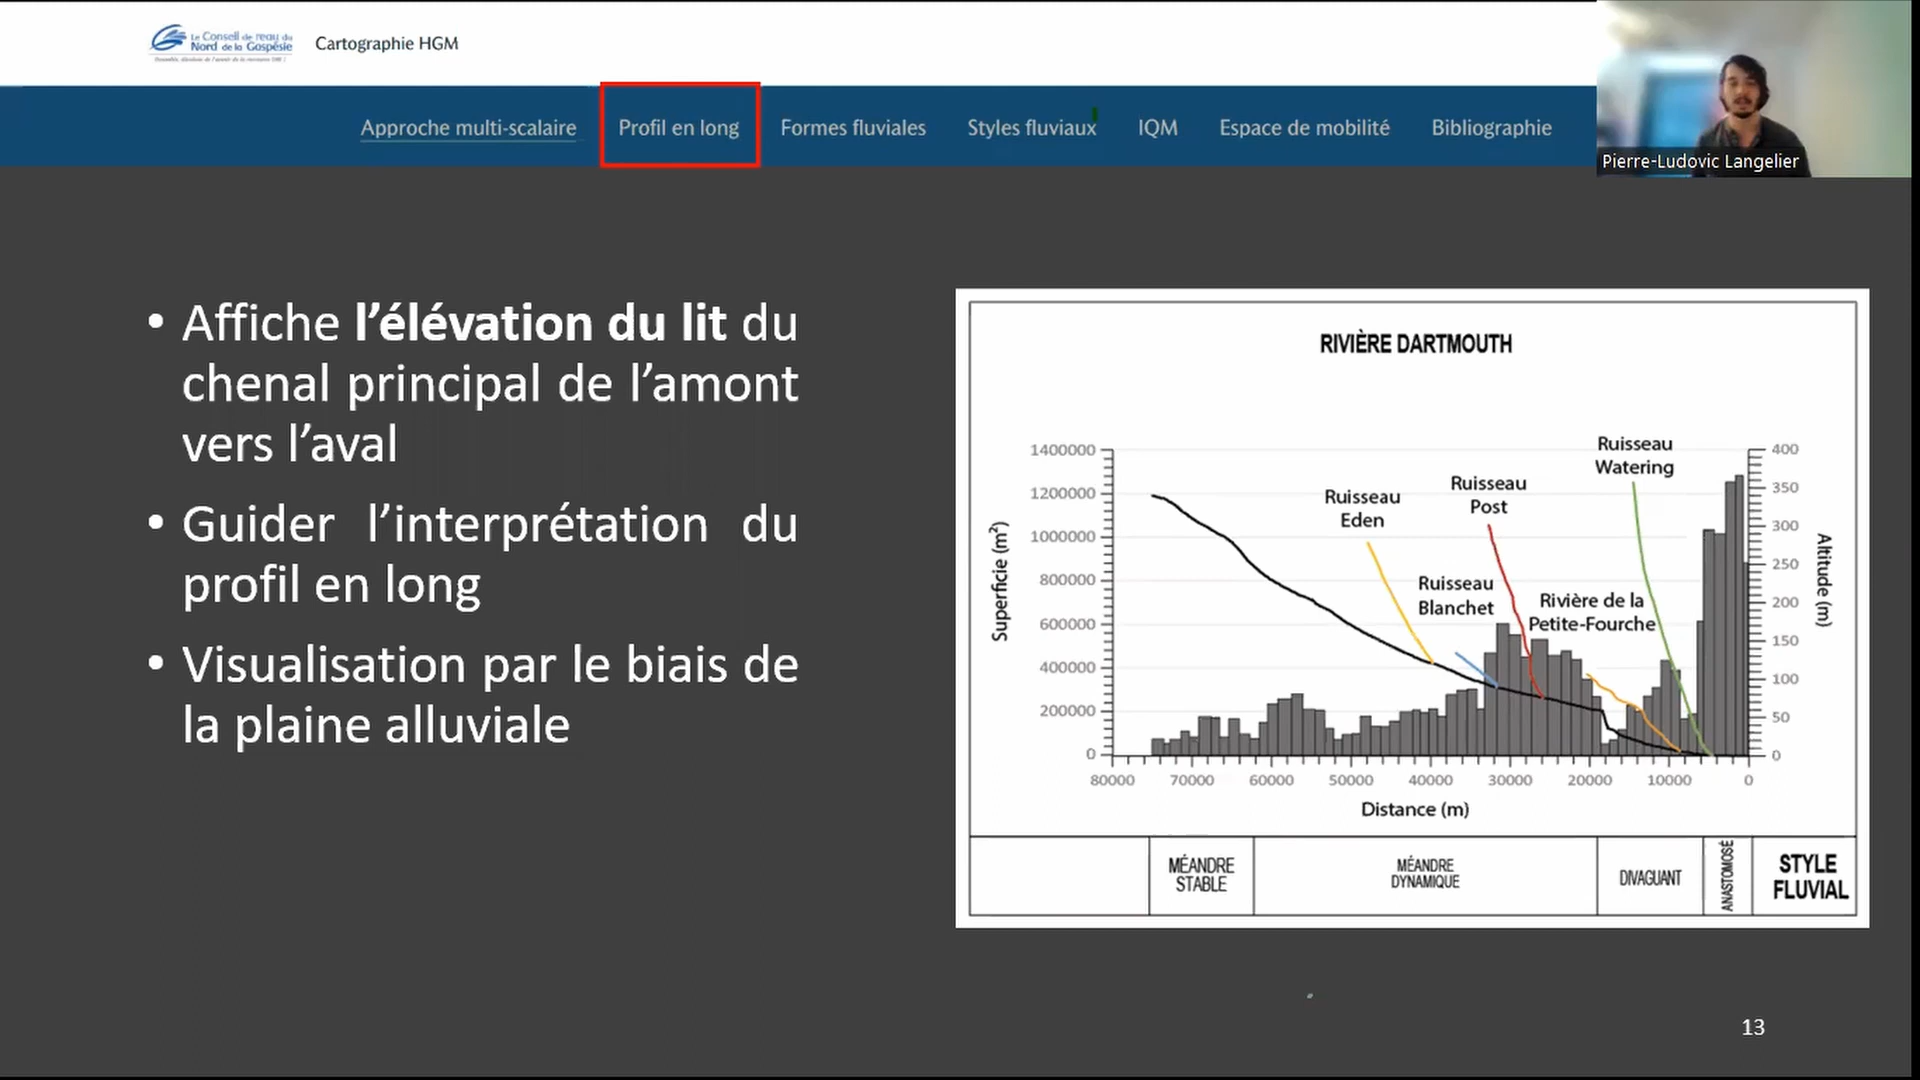 Le Conseil de l'eau du
Nord de la Gaspésie
Cartographie HGM
Approche multi-scalaire
Profil en long
Formes fluviales
Styles fluviaux
IQM
Espace de mobilité
Bibliographie
Pierre-Ludovic Langelier
• Affiche l'élévation du lit du
chenal principal de l'amont
vers l'aval
• Guider l'interprétation du
profil en long
• Visualisation par le biais de
la plaine alluviale
RIVIÈRE DARTMOUTH
Superficie (m²)
1400000
1200000
1000000
800000
600000
400000
200000
0
Ruisseau
Eden
Ruisseau
Post
Ruisseau
Watering
Ruisseau
Blanchet
Rivière de la
Petite-Fourche
400
350
300
250
200
150
100
50
0
Altitude (m)
80000
70000
60000
50000
40000
30000
20000
10000
0
Distance (m)
MÉANDRE
STABLE
MÉANDRE
DYNAMIQUE
DIVAGUANT
ANASTOMOSÉ
STYLE
FLUVIAL
13